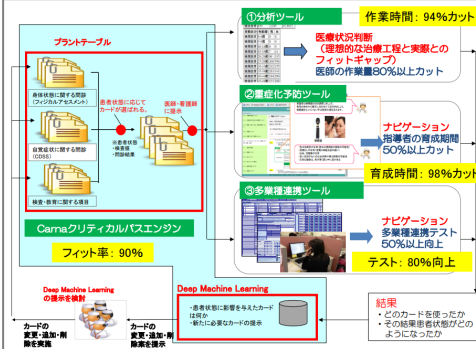 プラントテーブル
身体状態に関する問診
(フィジカルアセスメント)
自覚症に関する問診
(CDSS)
検査・教育に関する項目
患者状態に応じて
カードが選ばれる。
※患者状態
・検査値
・問診結果
医師・看護師
に提示
Carnaクリティカルパスエンジン
フィット率：90%
①分析ツール
作業時間：94%カット
医療状況判断
（理想的な治療工程と実際との
フィットギャップ）
医師の作業量80%以上カット
②重症化予防ツール
ナビゲーション
指導者の育成期間
50%以上カット
育成時間：98%カット
③多業種連携ツール
ナビゲーション
多業種連携テスト
50%以上向上
テスト：80%向上
Deep Machine Learning
・患者状態に影響を与えたカード
は何か
・新たに必要なカードの提示
Deep Machine Learning
の提示を検討
カードの
変更・追加・削
除を実施
カードの
変更・追加・削
除案を提示
結果
・どのカードを使ったか
・その結果患者状態がどの
ようになったか